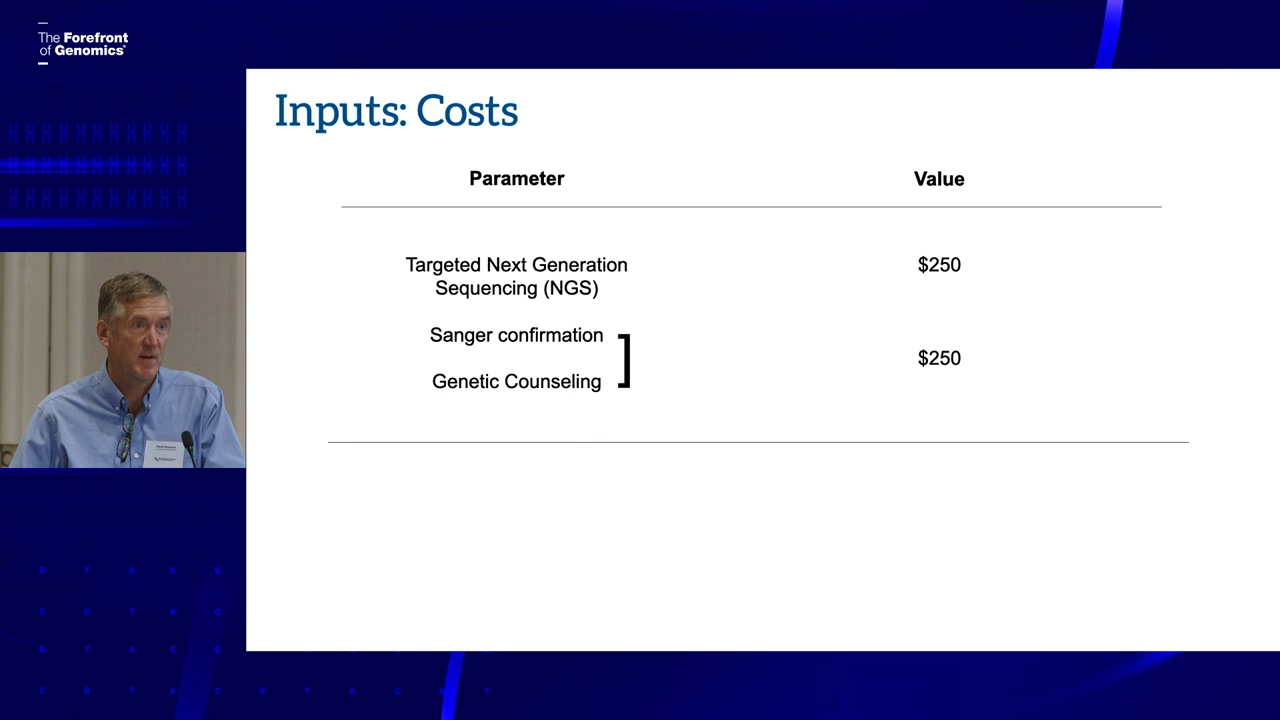 The Forefront
of Genomics®
Inputs: Costs
Parameter Value
Targeted Next Generation
Sequencing (NGS) $250
Sanger confirmation
Genetic Counseling $250